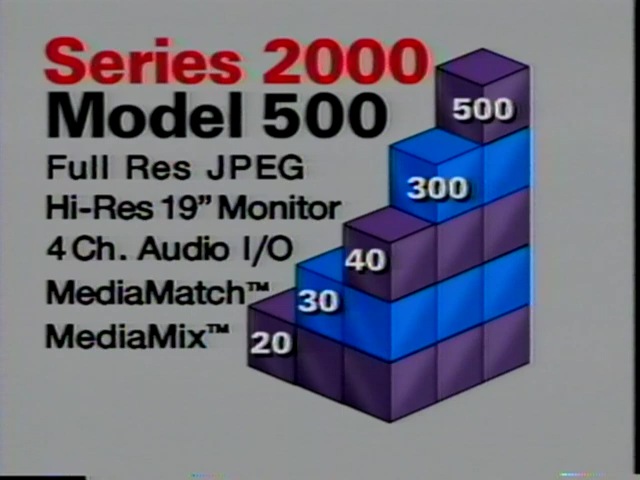 Series 2000
Model 500
Full Res JPEG
Hi-Res 19” Monitor
4 Ch. Audio I/O
MediaMatch™
MediaMix™
500
300
40
30
20